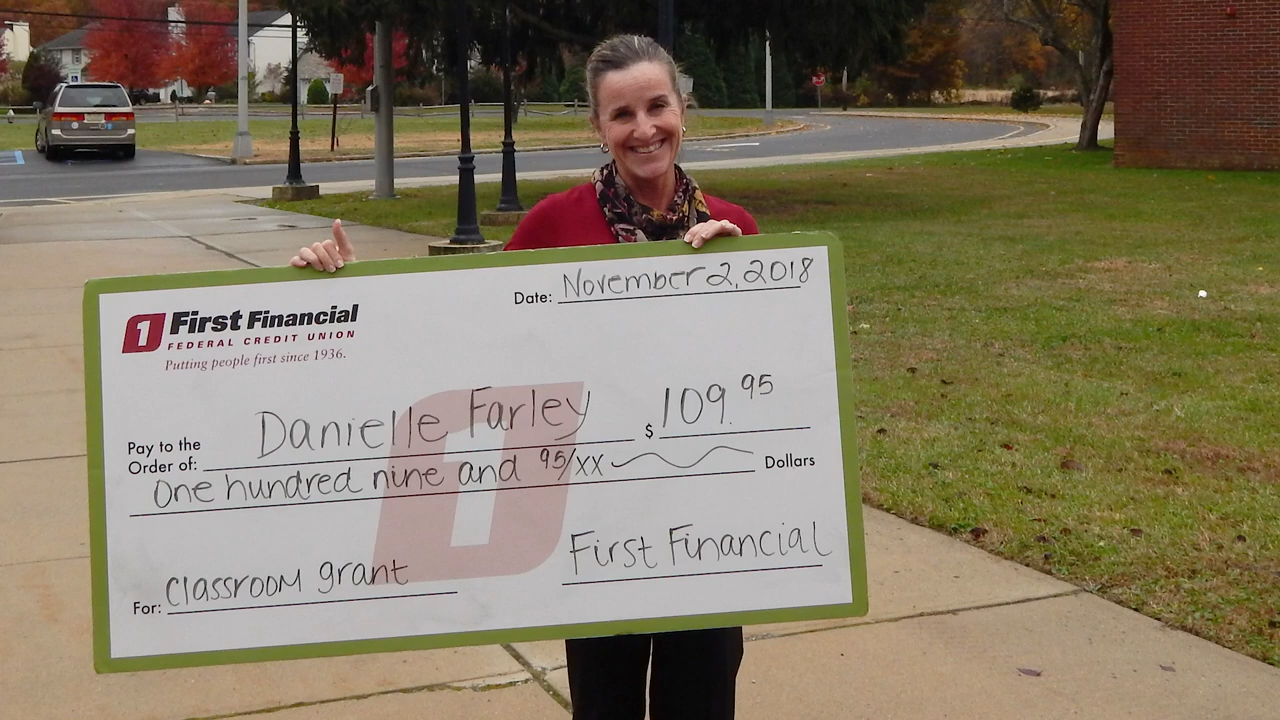 1 First Financial
FEDERAL CREDIT UNION
Putting people first since 1936.
Date: November 2, 2018
Pay to the
Order of: Danielle Farley $ 109.95
One hundred nine and 95/xx Dollars
For: classroom grant
First Financial